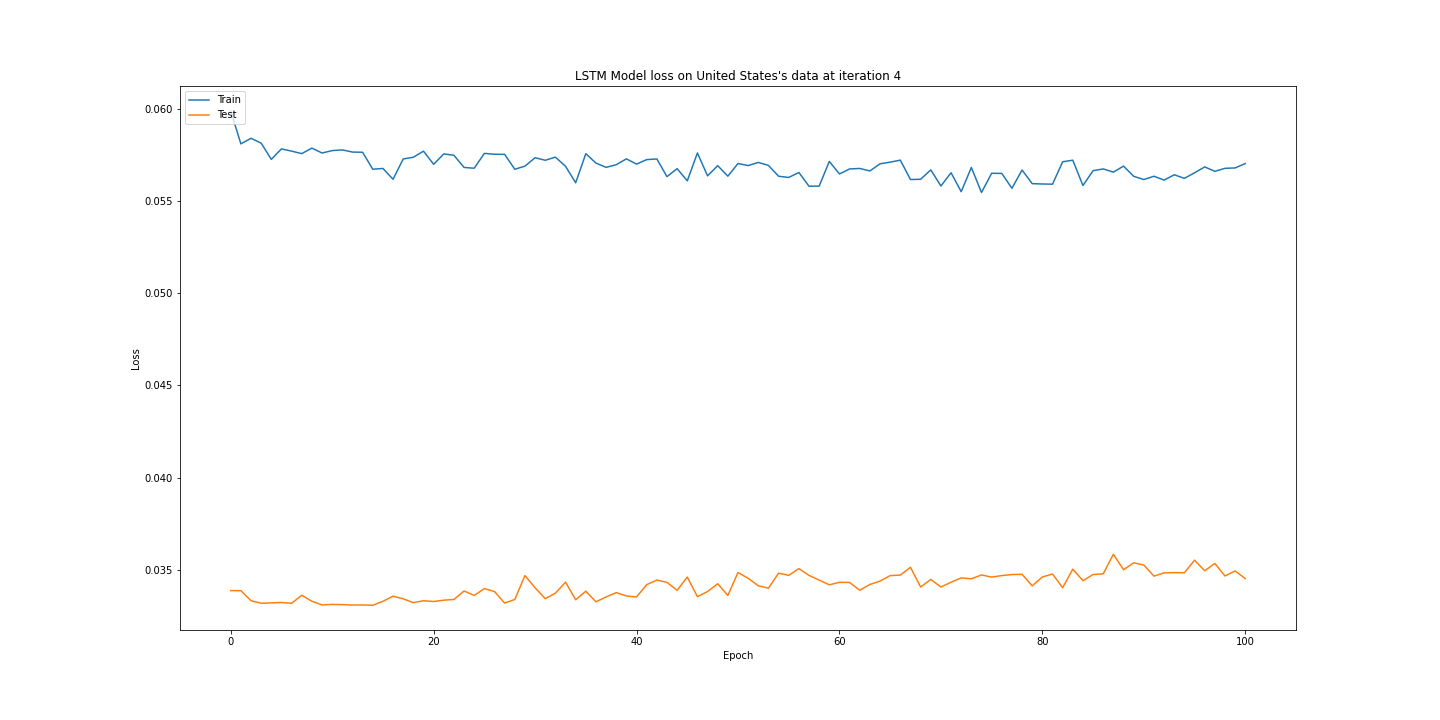 LSTM Model loss on United States's data at iteration 4
Train
Test
0.060
0.055
0.050
0.045
0.040
0.035
Loss
0 20 40 60 80 100
Epoch